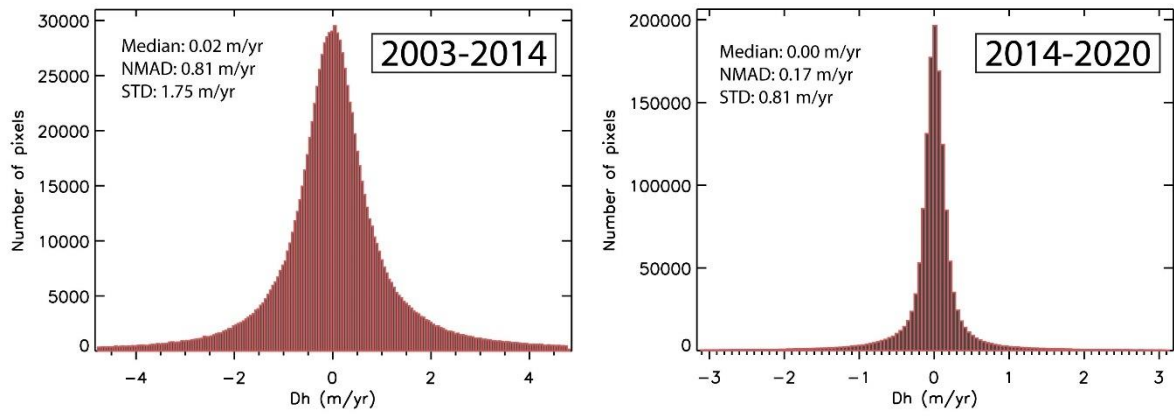 Median: 0.02 m/yr
NMAD: 0.81 m/yr
STD: 1.75 m/yr
2003-2014
30000
25000
20000
15000
10000
5000
0
Number of pixels
−4 −2 0 2 4
Dh (m/yr)
Median: 0.00 m/yr
NMAD: 0.17 m/yr
STD: 0.81 m/yr
2014-2020
200000
150000
100000
50000
0
Number of pixels
−3 −2 −1 0 1 2 3
Dh (m/yr)